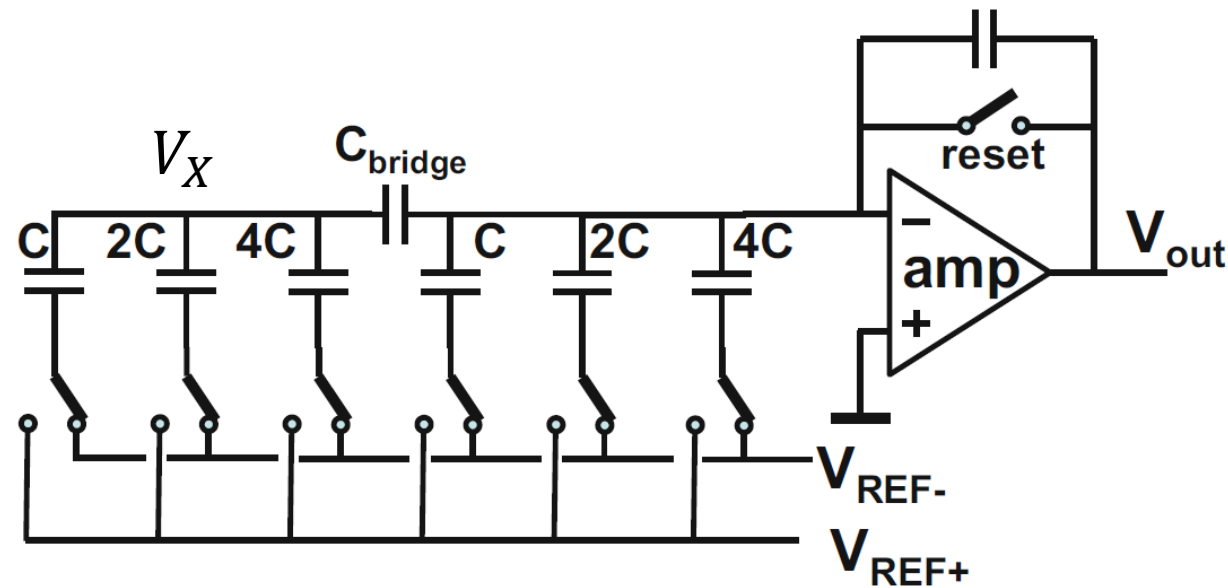 V_X
C_bridge
reset
C 2C 4C C 2C 4C
− amp +
V_out
V_REF-
V_REF+